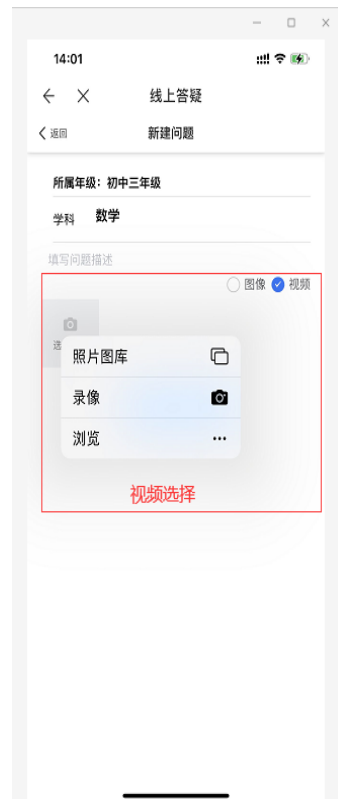 14:01
线上答疑
返回 新建问题
所属年级：初中三年级
学科 数学
填写问题描述
图像 视频
选
照片图库
录像
浏览
视频选择